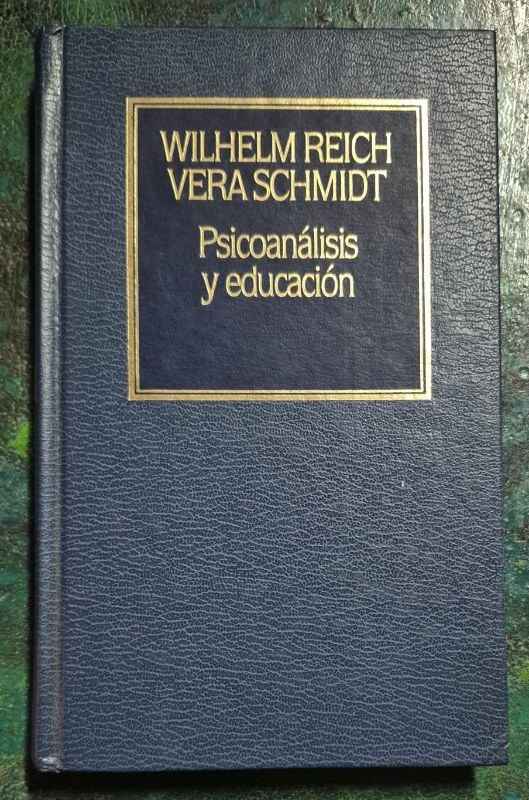 WILHELM REICH
VERA SCHMIDT
Psicoanálisis
y educación